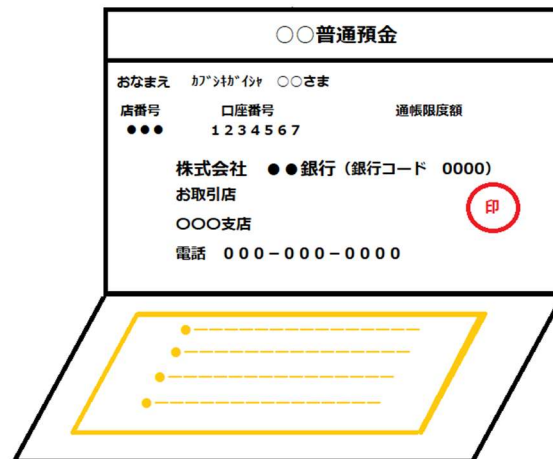 ○○普通預金
おなまえ　ｶﾌﾞｼｷｶﾞｲｼｬ　○○さま
店番号　口座番号　通帳限度額
●●●　１２３４５６７
株式会社　●●銀行（銀行コード　0000）
お取引店
印
○○○支店
電話　０００－０００－００００